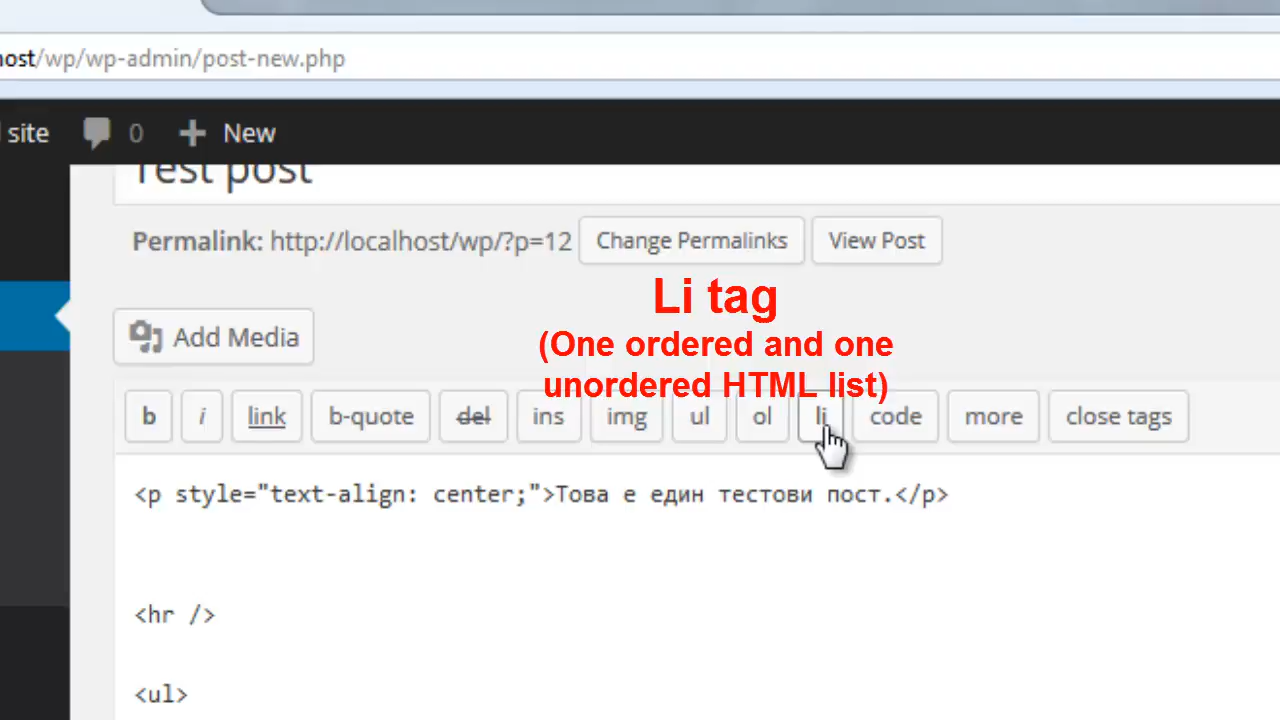 ost/wp/wp-admin/post-new.php
site 0 New
Test post
Permalink: http://localhost/wp/?p=12 Change Permalinks View Post
Li tag
(One ordered and one
unordered HTML list)
Add Media
b i link b-quote del ins img ul ol li code more close tags
<p style="text-align: center;">Това е един тестови пост.</p>
<hr />
<ul>